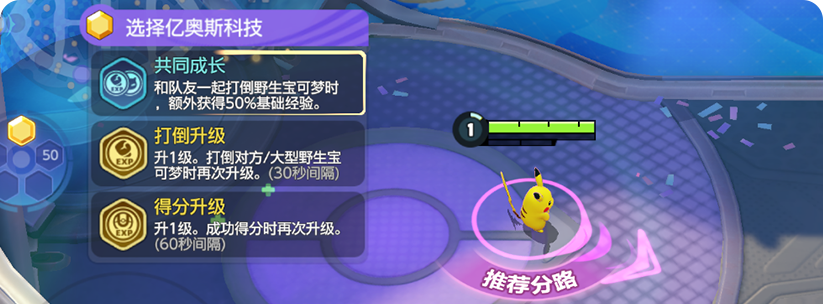 选择亿奥斯科技
共同成长
和队友一起打倒野生宝可梦时
，额外获得50%基础经验。
打倒升级
升1级。打倒对方/大型野生宝
可梦时再次升级。(30秒间隔)
得分升级
升1级。成功得分时再次升级。
(60秒间隔)
EXP
EXP
50
1
推荐分路